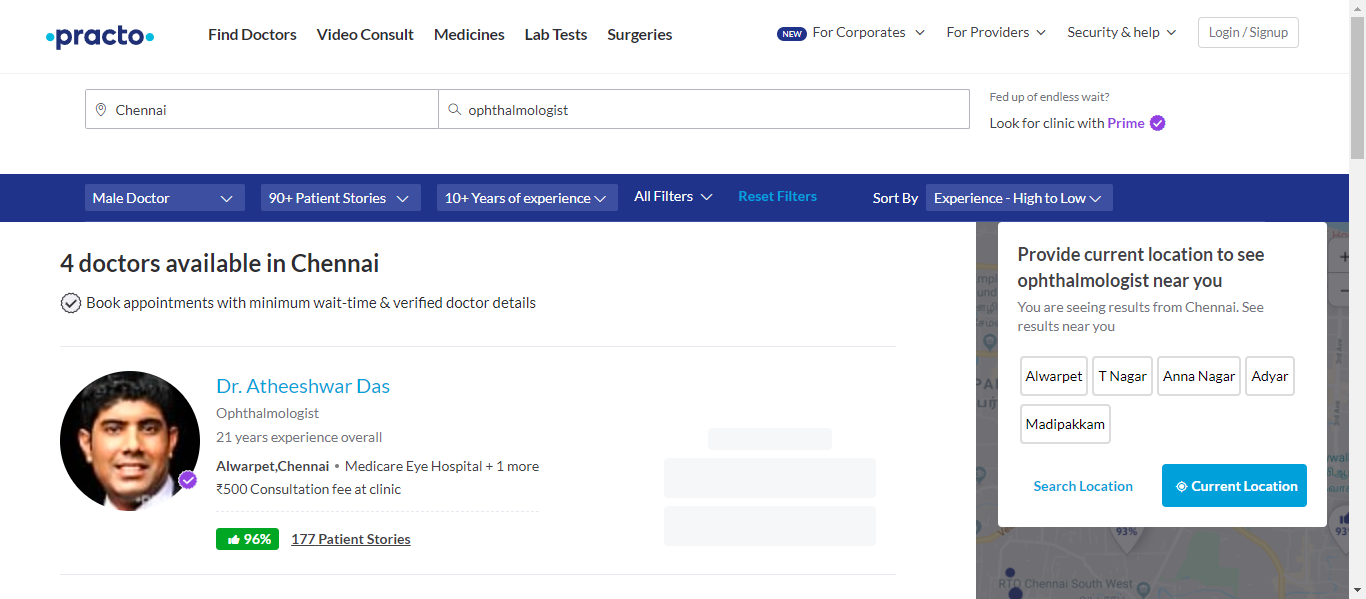 practo
Find Doctors Video Consult Medicines Lab Tests Surgeries
NEW For Corporates For Providers Security & help Login / Signup
Chennai ophthalmologist
Fed up of endless wait?
Look for clinic with Prime
Male Doctor 90+ Patient Stories 10+ Years of experience All Filters Reset Filters Sort By Experience - High to Low
4 doctors available in Chennai
Book appointments with minimum wait-time & verified doctor details
Dr. Atheeshwar Das
Ophthalmologist
21 years experience overall
Alwarpet,Chennai • Medicare Eye Hospital + 1 more
₹500 Consultation fee at clinic
96% 177 Patient Stories
Provide current location to see
ophthalmologist near you
You are seeing results from Chennai. See
results near you
Alwarpet T Nagar Anna Nagar Adyar
Madipakkam
Search Location Current Location
93%
RTO Chennai South West